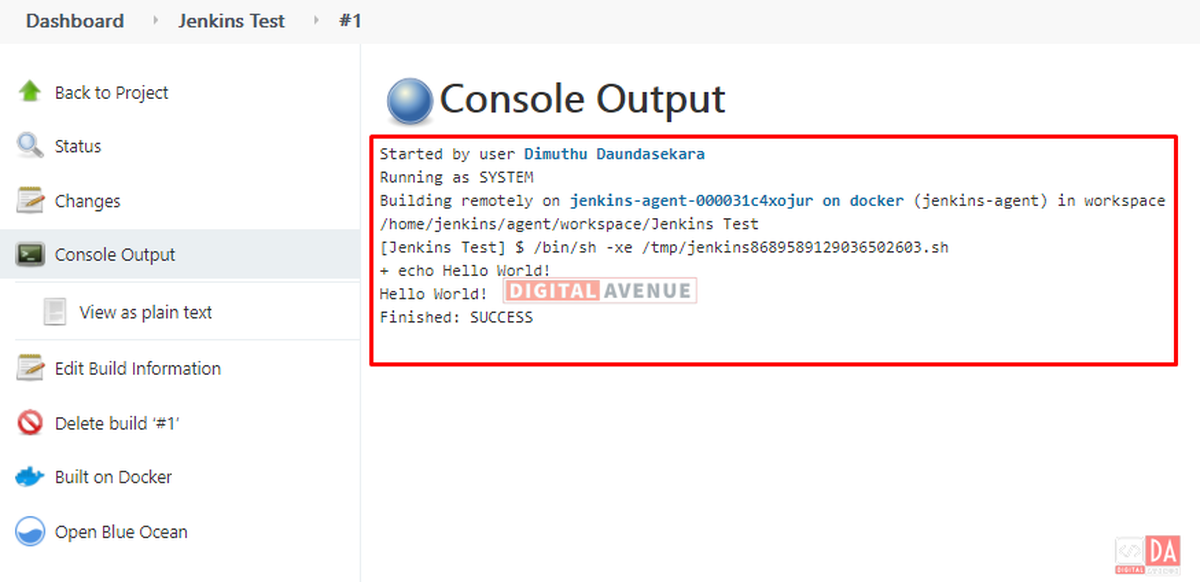 Dashboard Jenkins Test #1
Back to Project
Status
Changes
Console Output
View as plain text
Edit Build Information
Delete build ‘#1’
Built on Docker
Open Blue Ocean
Console Output
Started by user Dimuthu Daundasekara
Running as SYSTEM
Building remotely on jenkins-agent-000031c4xojur on docker (jenkins-agent) in workspace
/home/jenkins/agent/workspace/Jenkins Test
[Jenkins Test] $ /bin/sh -xe /tmp/jenkins8689589129036502603.sh
+ echo Hello World!
Hello World!
Finished: SUCCESS
DIGITAL AVENUE
</> DA
DIGITAL